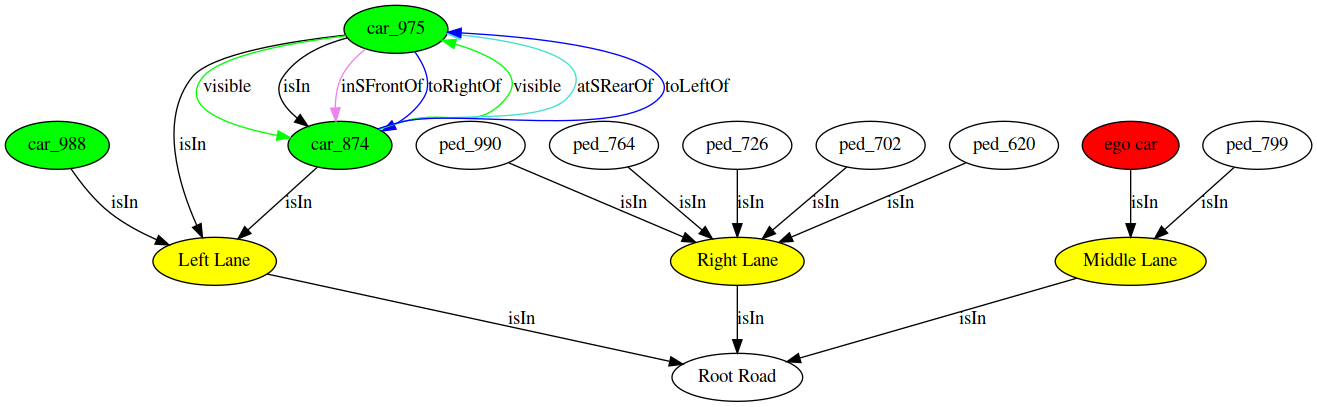 car_975
visible
isIn
inSFrontOf
toRightOf
visible
atSRearOf
toLeftOf
isIn
car_988
car_874
ped_990
ped_764
ped_726
ped_702
ped_620
ego car
ped_799
isIn
isIn
isIn
isIn
isIn
isIn
isIn
isIn
isIn
Left Lane
Right Lane
Middle Lane
isIn
isIn
isIn
Root Road